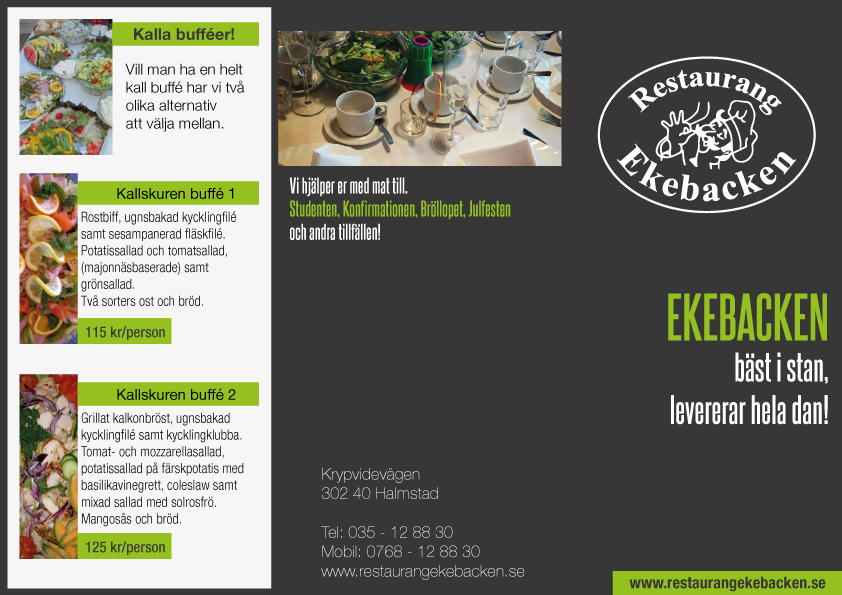 Kalla bufféer!
Vill man ha en helt
kall buffé har vi två
olika alternativ
att välja mellan.
Kallskuren buffé 1
Rostbiff, ugnsbakad kycklingfilé
samt sesampanerad fläskfilé.
Potatissallad och tomatsallad,
(majonnäsbaserade) samt
grönsallad.
Två sorters ost och bröd.
115 kr/person
Kallskuren buffé 2
Grillat kalkonbröst, ugnsbakad
kycklingfilé samt kycklingklubba.
Tomat- och mozzarellasallad,
potatissallad på färskpotatis med
basilikavinegrett, coleslaw samt
mixad sallad med solrosfrö.
Mangosås och bröd.
125 kr/person
Vi hjälper er med mat till.
Studenten, Konfirmationen, Bröllopet, Julfesten
och andra tillfällen!
Krypvidevägen
302 40 Halmstad
Tel: 035 - 12 88 30
Mobil: 0768 - 12 88 30
www.restaurangekebacken.se
Restaurang
Ekebacken
EKEBACKEN
bäst i stan,
levererar hela dan!
www.restaurangekebacken.se